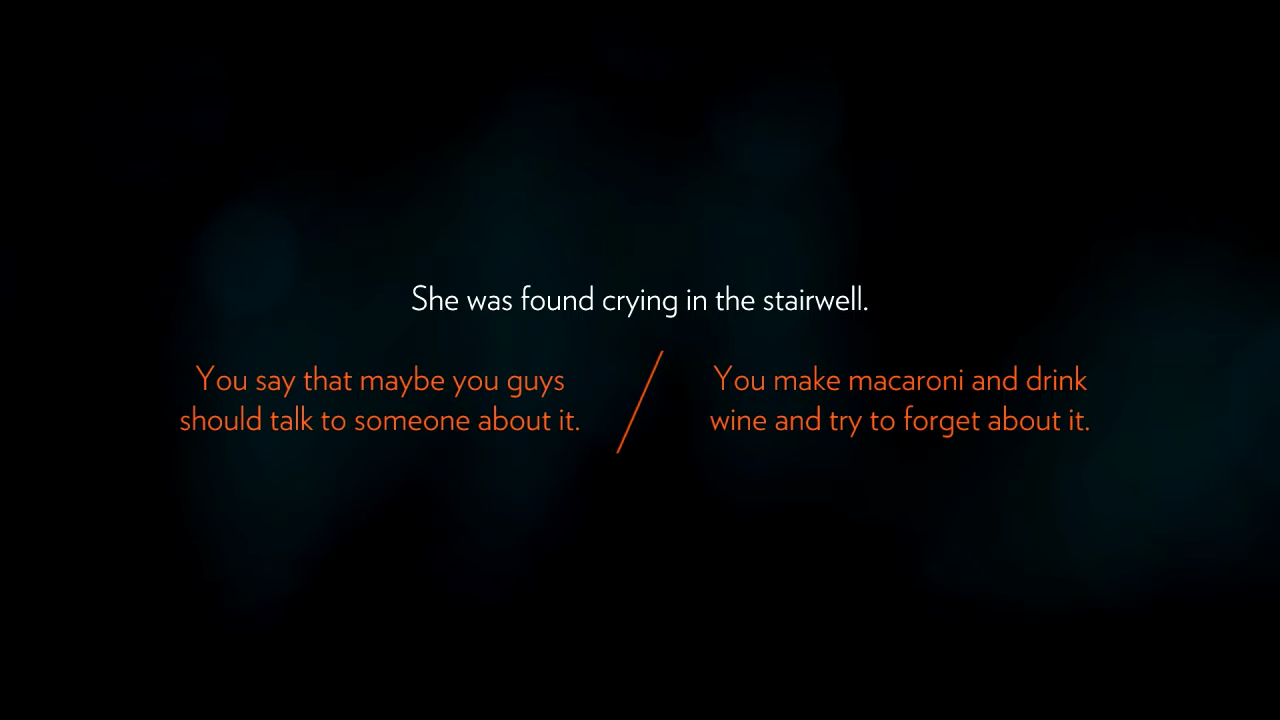 She was found crying in the stairwell.
You say that maybe you guys
should talk to someone about it.
You make macaroni and drink
wine and try to forget about it.